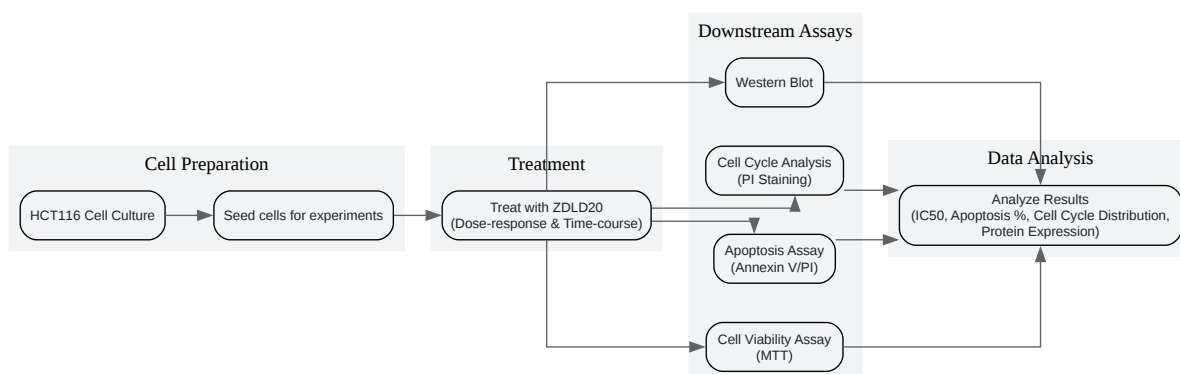 Cell Preparation
HCT116 Cell Culture
Seed cells for experiments
Treatment
Treat with ZDLD20
(Dose-response & Time-course)
Downstream Assays
Western Blot
Cell Cycle Analysis
(PI Staining)
Apoptosis Assay
(Annexin V/PI)
Cell Viability Assay
(MTT)
Data Analysis
Analyze Results
(IC50, Apoptosis %, Cell Cycle Distribution,
Protein Expression)